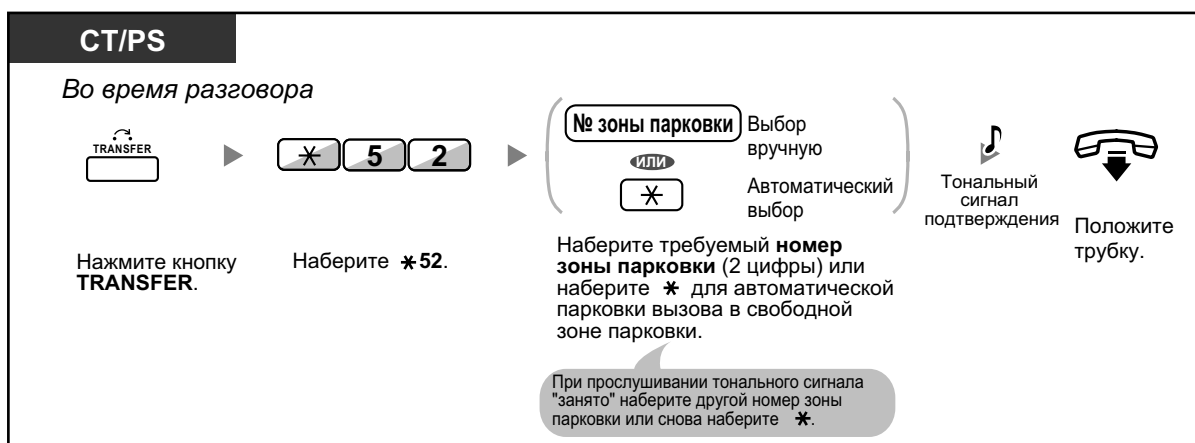 CT/PS
Во время разговора
TRANSFER
* 5 2
№ зоны парковки
Выбор
вручную
или
*
Автоматический
выбор
Тональный
сигнал
подтверждения
Положите
трубку.
Нажмите кнопку
TRANSFER.
Наберите *52.
Наберите требуемый номер
зоны парковки (2 цифры) или
наберите * для автоматической
парковки вызова в свободной
зоне парковки.
При прослушивании тонального сигнала
"занято" наберите другой номер зоны
парковки или снова наберите *.